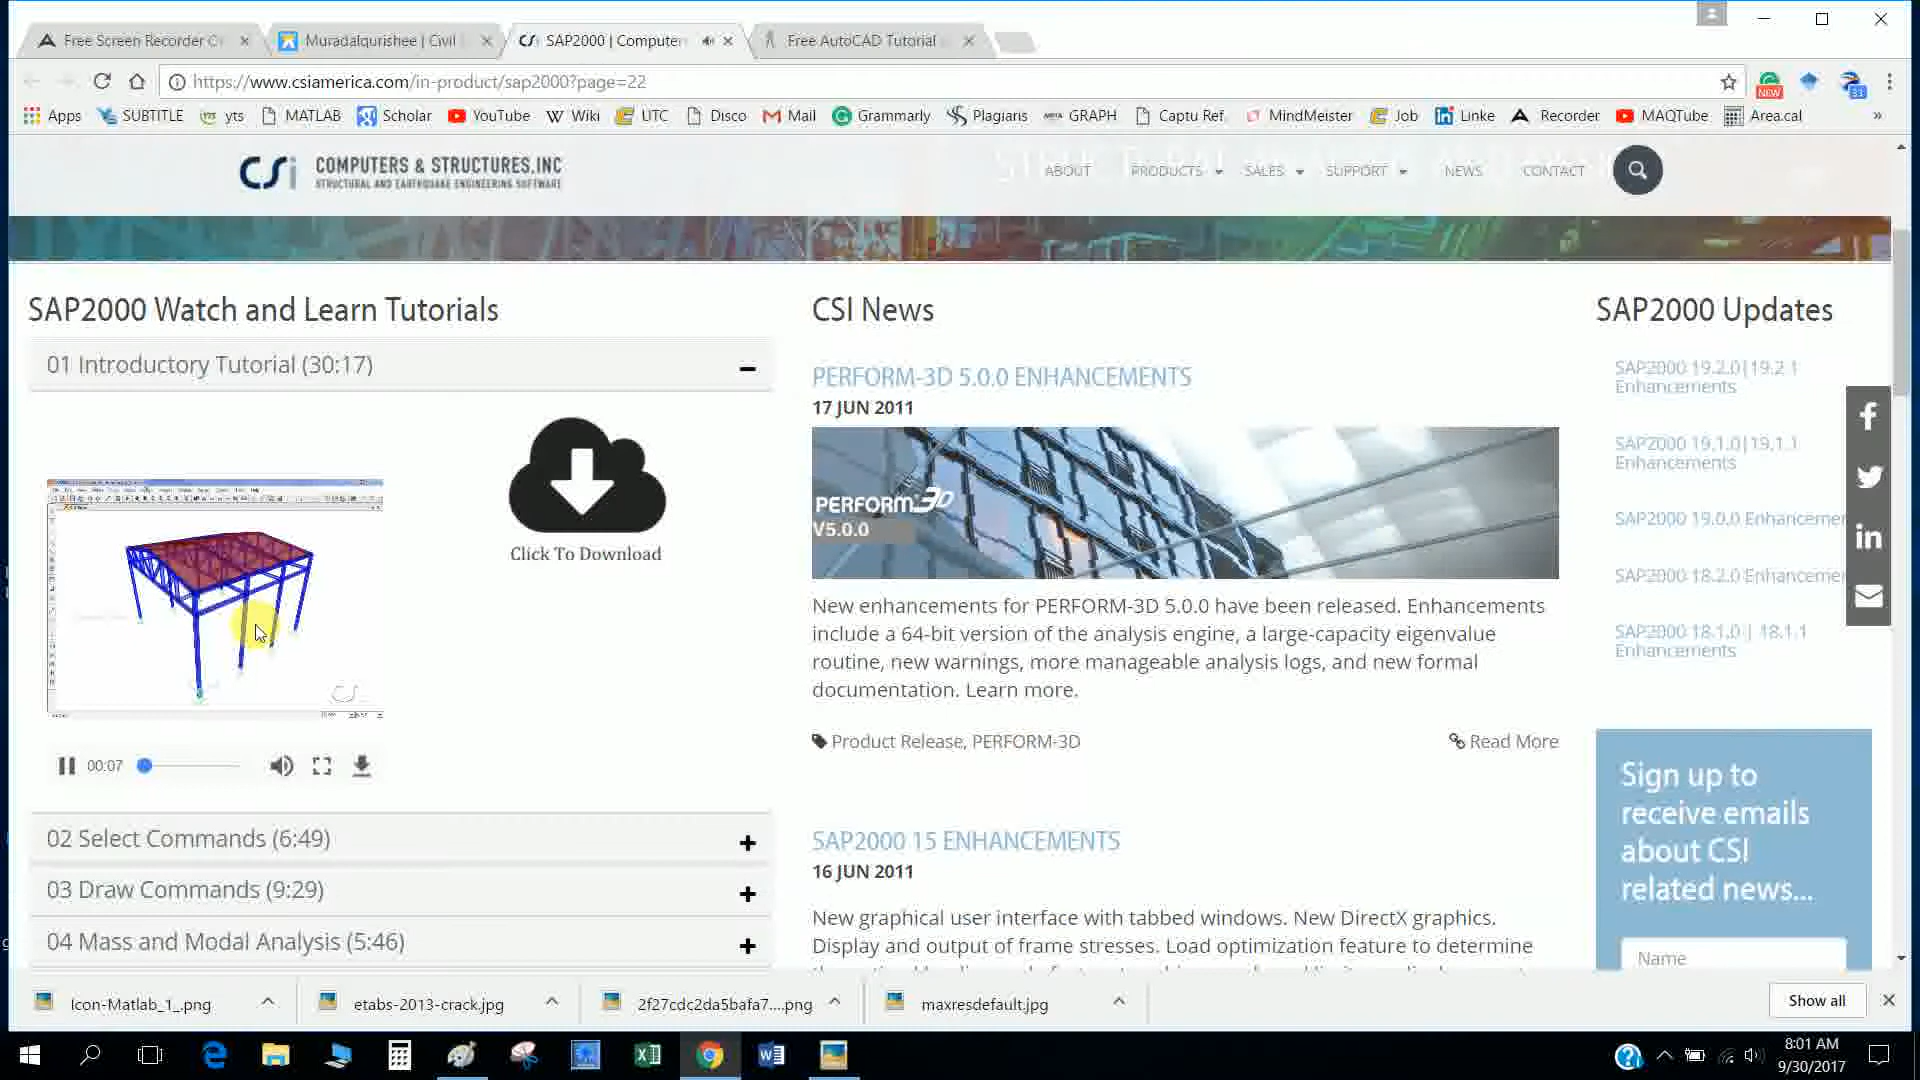 Free Screen Recorder O
Muradalqurishee | Civil
SAP2000 | Computer
Free AutoCAD Tutorial
https://www.csiamerica.com/in-product/sap2000?page=22
Apps SUBTITLE yts MATLAB Scholar YouTube Wiki UTC Disco Mail Grammarly Plagiaris GRAPH Captu Ref. MindMeister Job Linke Recorder MAQTube Area.cal »
NEW
31
CSi COMPUTERS & STRUCTURES,INC
STRUCTURAL AND EARTHQUAKE ENGINEERING SOFTWARE
ABOUT PRODUCTS SALES SUPPORT NEWS CONTACT
SAP2000 Watch and Learn Tutorials
01 Introductory Tutorial (30:17)
Click To Download
00:07
02 Select Commands (6:49)
03 Draw Commands (9:29)
04 Mass and Modal Analysis (5:46)
CSI News
PERFORM-3D 5.0.0 ENHANCEMENTS
17 JUN 2011
PERFORM 3D
V5.0.0
New enhancements for PERFORM-3D 5.0.0 have been released. Enhancements
include a 64-bit version of the analysis engine, a large-capacity eigenvalue
routine, new warnings, more manageable analysis logs, and new formal
documentation. Learn more.
Product Release, PERFORM-3D
Read More
SAP2000 15 ENHANCEMENTS
16 JUN 2011
New graphical user interface with tabbed windows. New DirectX graphics.
Display and output of frame stresses. Load optimization feature to determine
SAP2000 Updates
SAP2000 19.2.0|19.2.1
Enhancements
SAP2000 19.1.0|19.1.1
Enhancements
SAP2000 19.0.0 Enhancemen
SAP2000 18.2.0 Enhancemen
SAP2000 18.1.0 | 18.1.1
Enhancements
Sign up to
receive emails
about CSI
related news...
Name
Icon-Matlab_1_.png
etabs-2013-crack.jpg
2f27cdc2da5bafa7....png
maxresdefault.jpg
Show all
8:01 AM
9/30/2017